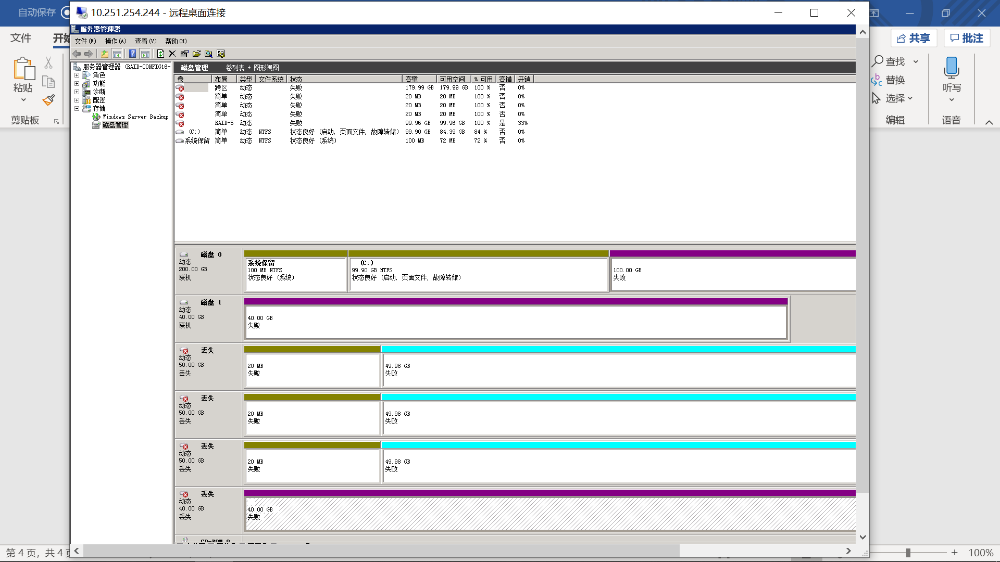 自动保存
10.251.254.244 - 远程桌面连接
文件
开始
共享
批注
粘贴
剪贴板
查找
替换
选择
编辑
听写
语音
服务器管理器
文件(F) 操作(A) 查看(V) 帮助(H)
服务器管理器 (RAID-CONFIG16-
角色
功能
诊断
配置
存储
Windows Server Backup
磁盘管理
磁盘管理 卷列表 + 图形视图
卷 布局 类型 文件系统 状态 容量 可用空间 % 可用 容错 开销
跨区 动态 失败 179.99 GB 179.99 GB 100 % 否 0%
简单 动态 失败 20 MB 20 MB 100 % 否 0%
简单 动态 失败 20 MB 20 MB 100 % 否 0%
简单 动态 失败 20 MB 20 MB 100 % 否 0%
RAID-5 动态 失败 99.96 GB 99.96 GB 100 % 是 33%
(C:) 简单 动态 NTFS 状态良好 (启动, 页面文件, 故障转储) 99.90 GB 84.39 GB 84 % 否 0%
系统保留 简单 动态 NTFS 状态良好 (系统) 100 MB 72 MB 72 % 否 0%
磁盘 0
动态
200.00 GB
联机
系统保留
100 MB NTFS
状态良好 (系统)
(C:)
99.90 GB NTFS
状态良好 (启动, 页面文件, 故障转储)
100.00 GB
失败
磁盘 1
动态
40.00 GB
联机
40.00 GB
失败
丢失
动态
50.00 GB
丢失
20 MB
失败
49.98 GB
失败
丢失
动态
50.00 GB
丢失
20 MB
失败
49.98 GB
失败
丢失
动态
50.00 GB
丢失
20 MB
失败
49.98 GB
失败
丢失
动态
40.00 GB
丢失
40.00 GB
失败
CD-ROM 0
第 4 页，共 4 页
100%